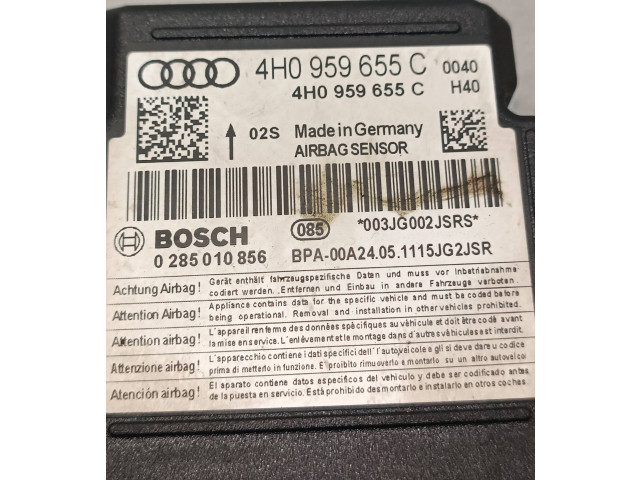 4H0 959 655 C 0040
4H0 959 655 C H40
02S Made in Germany
AIRBAG SENSOR
BOSCH 085 *003JG002JSRS*
0 285 010 856 BPA-00A24.05.1115JG2JSR
Achtung Airbag! Gerät enthält fahrzeugspezifische Daten und muss vor Inbetriebnahme
codiert werden. Entfernen und Einbau in andere Fahrzeuge verboten.
Attention Airbag! Appliance contains data for the specific vehicle and must be coded before
being operational. Removal and installation in other vehicles prohibited.
Attention Airbag! L'appareil renferme des données spécifiques au véhicule et doit être codé avant
la mise en service. L'enlèvement et le montage dans d'autres véhicules est interdit.
Attenzione airbag! L'apparecchio contiene i dati specifici dell'l'autoveicolo e gli si deve dare u codice
prima di metterlo in funzione. E proibito rimuoverlo e montarlo su un altro autoveicol
Atención airbag! El aparato contiene datos específicos del vehículo y debe ser codificado antes
de la puesta en servicio. Está prohibido desmontarlo e instalarlo en otros coches.